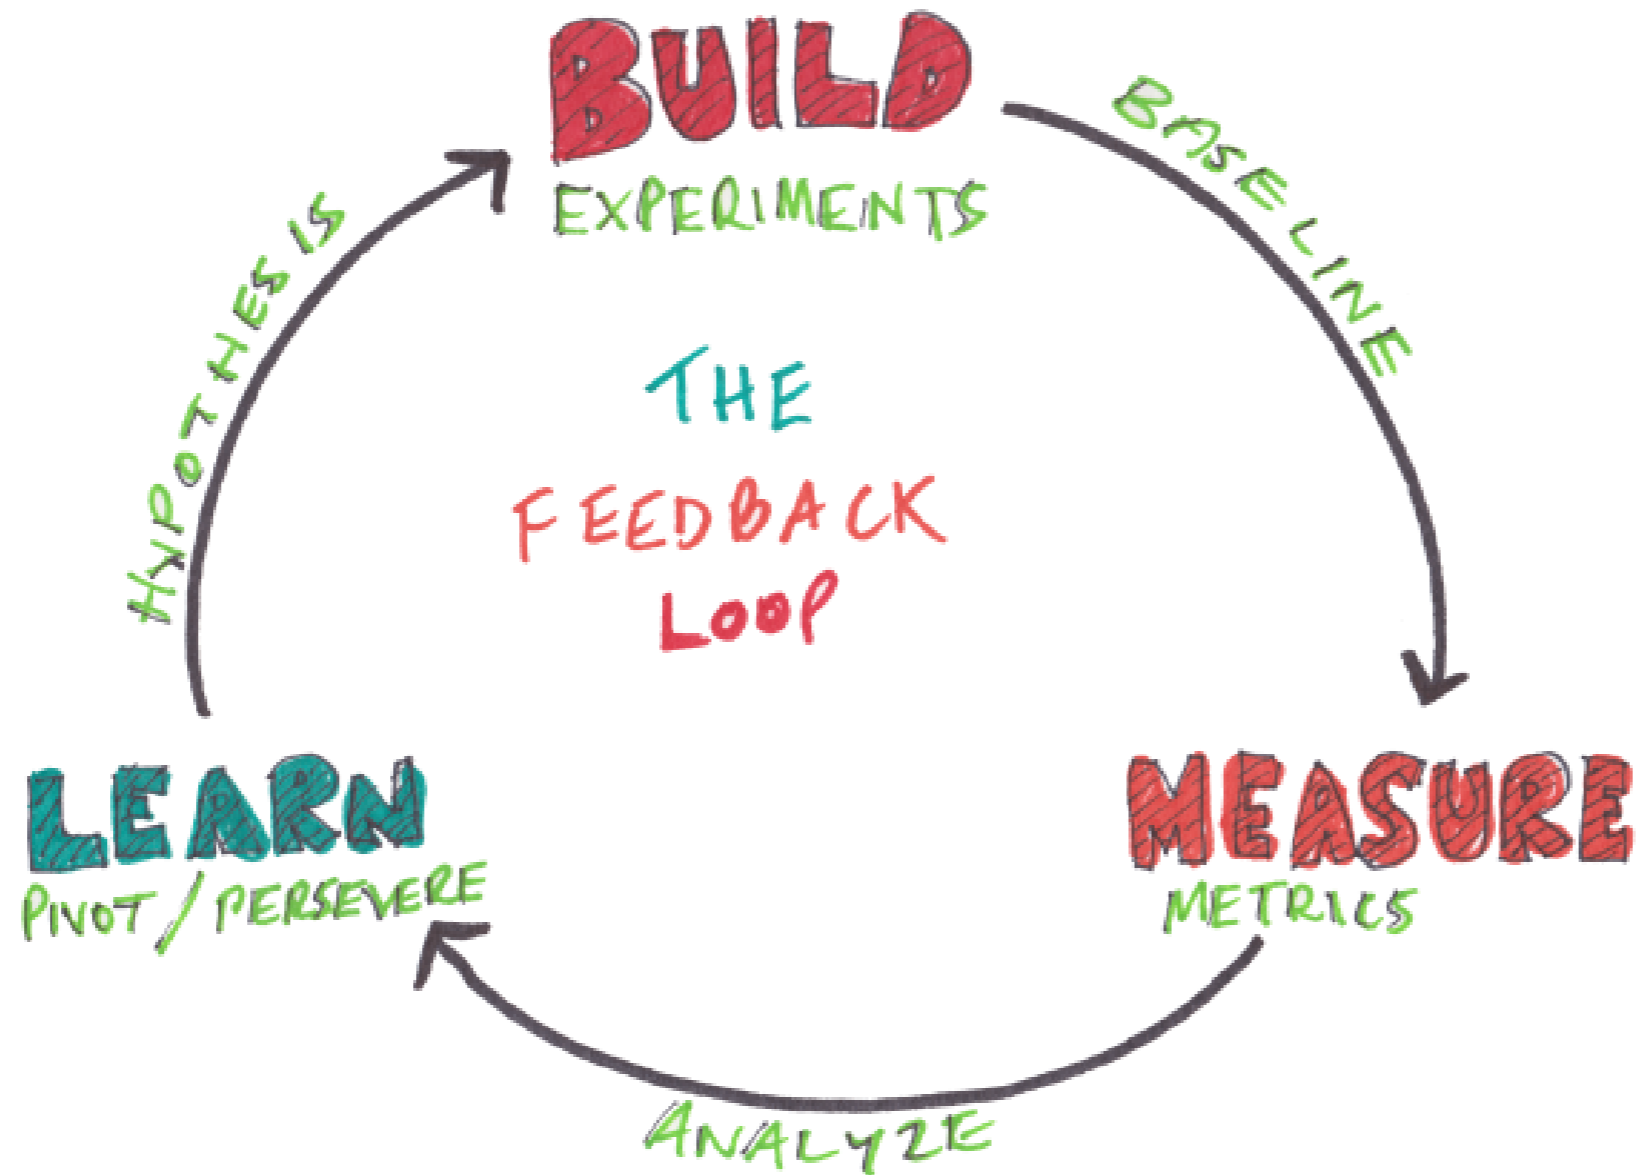 BUILD
EXPERIMENTS
BASELINE
HYPOTHESIS
THE
FEEDBACK
LOOP
LEARN
PIVOT/PERSEVERE
MEASURE
METRICS
ANALYZE